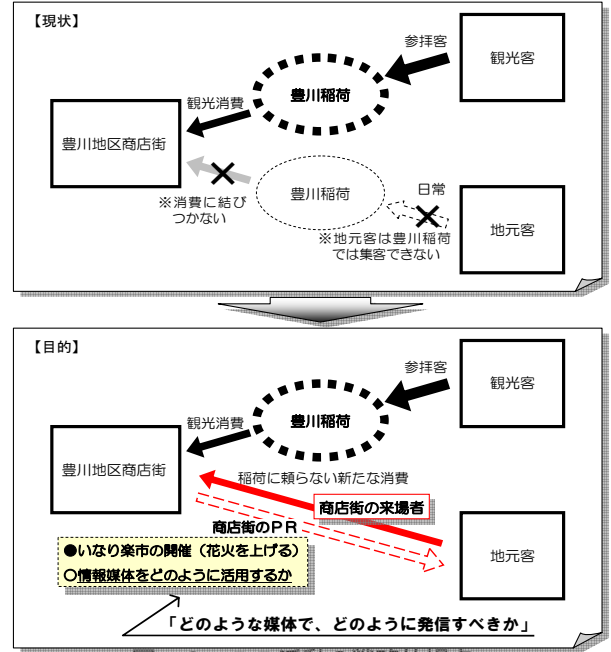 【現状】
参拝客
観光客
豊川稲荷
観光消費
豊川地区商店街
豊川稲荷
日常
※消費に結び
つかない
※地元客は豊川稲荷
では集客できない
地元客
【目的】
参拝客
観光客
豊川稲荷
観光消費
豊川地区商店街
稲荷に頼らない新たな消費
商店街の来場者
商店街のPR
●いなり楽市の開催（花火を上げる）
○情報媒体をどのように活用するか
地元客
「どのような媒体で、どのように発信すべきか」